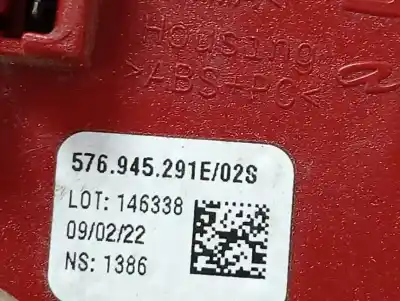 Housing
>ABS+PC<
576.945.291E/02S
LOT: 146338
09/02/22
NS: 1386